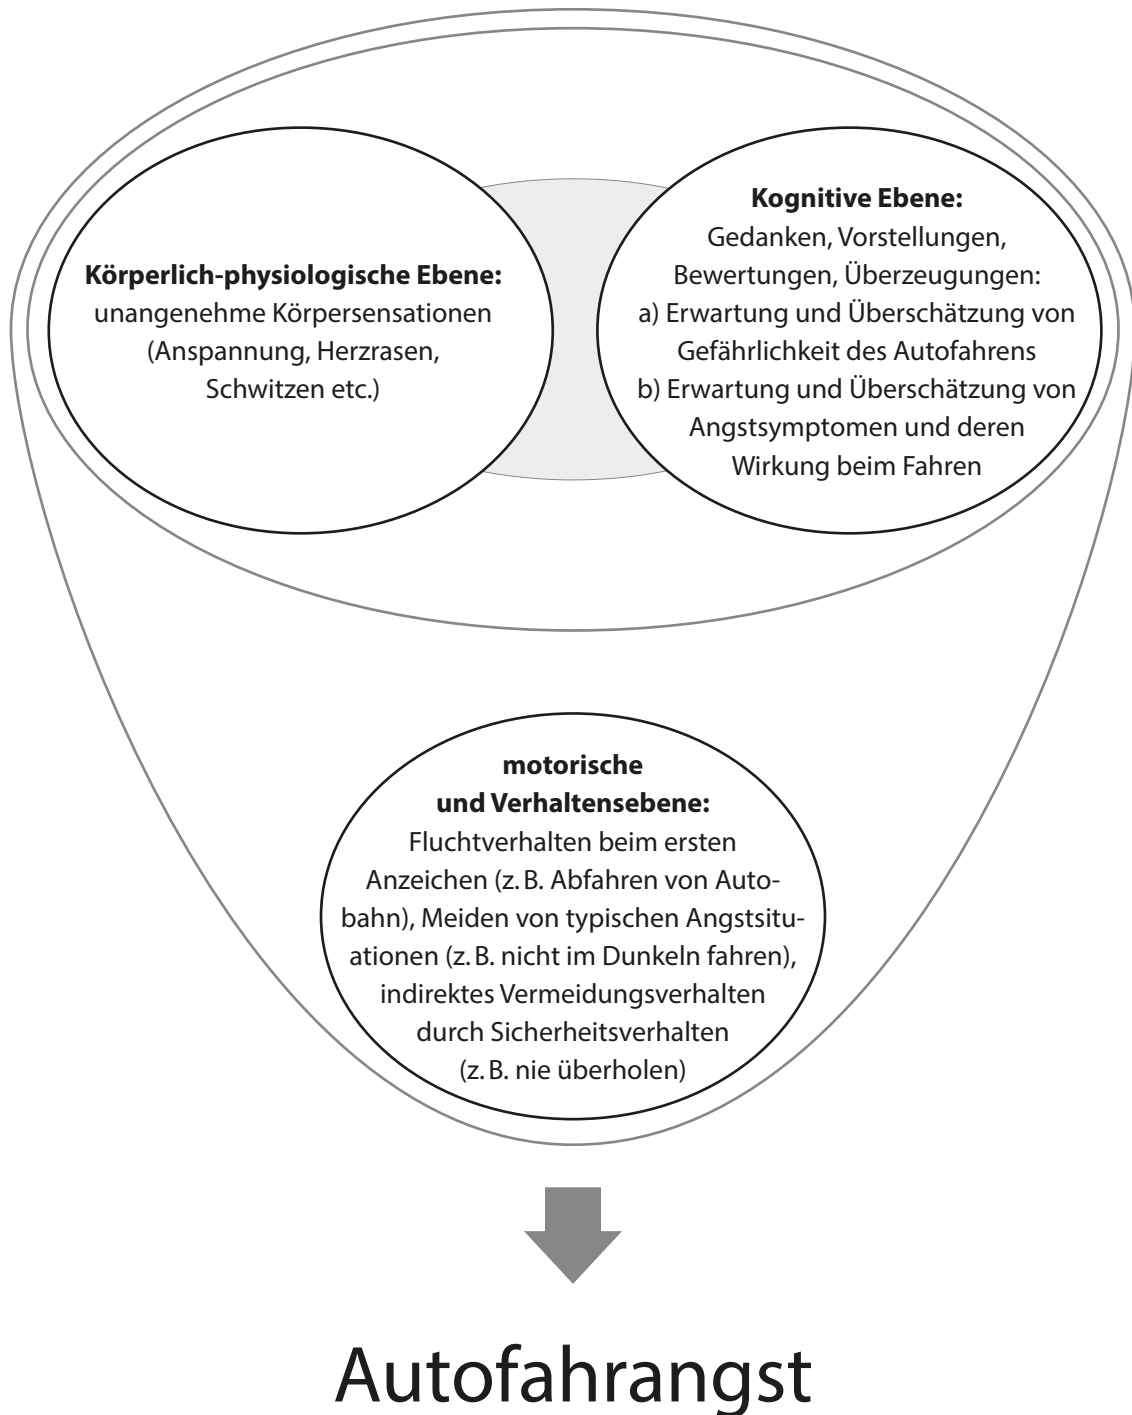 Körperlich-physiologische Ebene:
unangenehme Körpersensationen
(Anspannung, Herzrasen,
Schwitzen etc.)
Kognitive Ebene:
Gedanken, Vorstellungen,
Bewertungen, Überzeugungen:
a) Erwartung und Überschätzung von
Gefährlichkeit des Autofahrens
b) Erwartung und Überschätzung von
Angstsymptomen und deren
Wirkung beim Fahren
motorische
und Verhaltensebene:
Fluchtverhalten beim ersten
Anzeichen (z. B. Abfahren von Auto-
bahn), Meiden von typischen Angstsitu-
ationen (z. B. nicht im Dunkeln fahren),
indirektes Vermeidungsverhalten
durch Sicherheitsverhalten
(z. B. nie überholen)
Autofahrangst